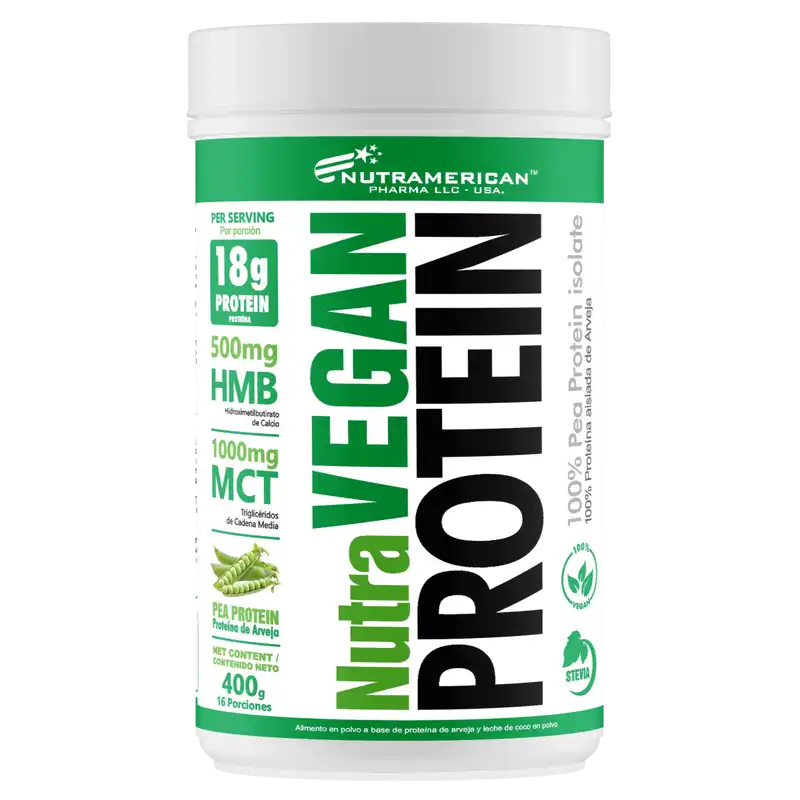 NUTRAMERICAN™
PHARMA LLC - USA.
PER SERVING
Por porción
18g
PROTEIN
PROTEÍNA
500mg
HMB
Hidroximetilbutirato
de Calcio
1000mg
MCT
Triglicéridos
de Cadena Media
PEA PROTEIN
Proteína de Arveja
NET CONTENT /
CONTENIDO NETO
400g
16 Porciones
Nutra VEGAN
PROTEIN
100% Pea Protein isolate
100% Proteína aislada de Arveja
100%
VEGAN
STEVIA
Alimento en polvo a base de proteína de arveja y leche de coco en polvo